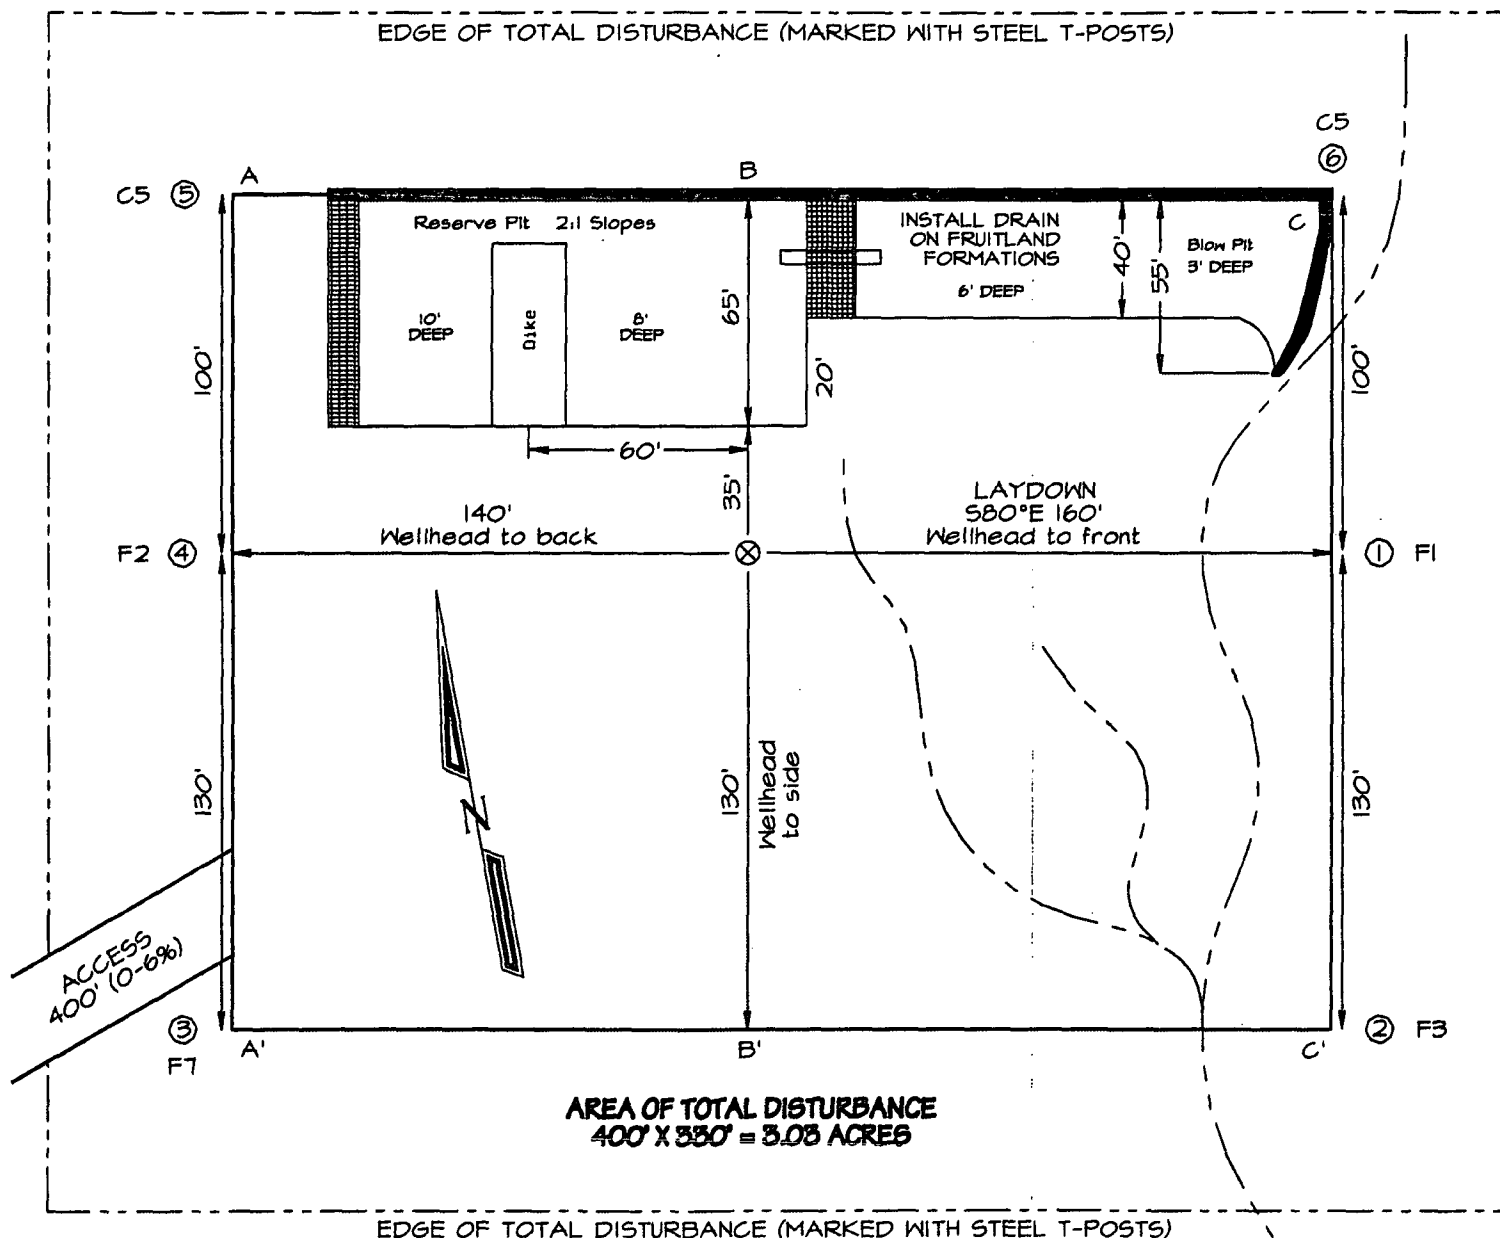 EDGE OF TOTAL DISTURBANCE (MARKED WITH STEEL T-POSTS)
C5
6
C5 5
A
B
Reserve Pit 2:1 Slopes
INSTALL DRAIN
ON FRUITLAND
FORMATIONS
6' DEEP
40'
55'
Blow Pit
3' DEEP
C
10'
DEEP
Dike
8'
DEEP
65'
20'
100'
100'
60'
35'
140'
Wellhead to back
LAYDOWN
S80°E 160'
Wellhead to front
F2 4
1 F1
N
130'
130'
Wellhead
to side
130'
ACCESS
400' (0-6%)
3
F7
A'
B'
C'
2 F3
AREA OF TOTAL DISTURBANCE
400' X 330' = 3.03 ACRES
EDGE OF TOTAL DISTURBANCE (MARKED WITH STEEL T-POSTS)